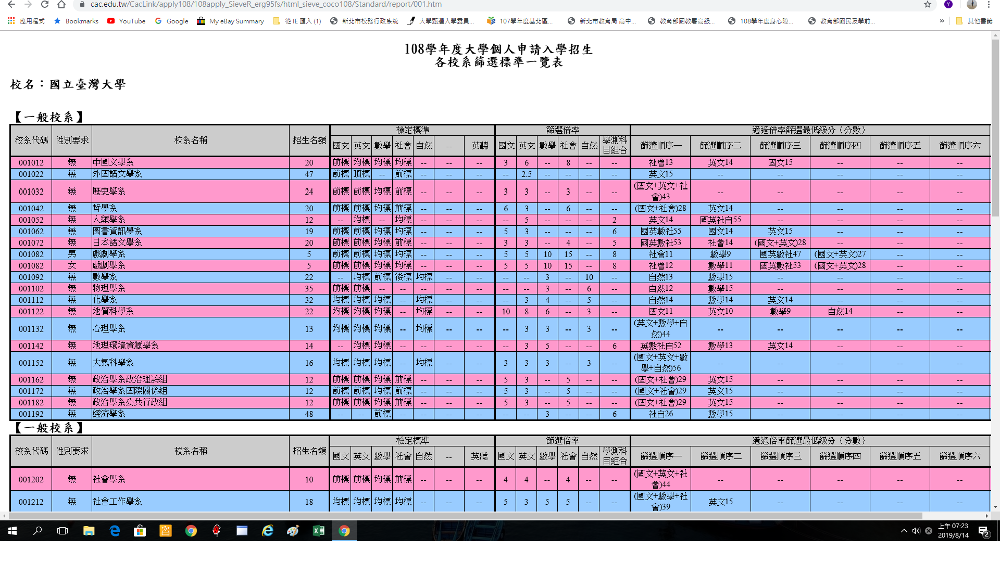 cac.edu.tw/CacLink/apply108/108apply_SieveR_erg95fs/html_sieve_coco108/Standard/report/001.htm
Y
應用程式 Bookmarks YouTube Google My eBay Summary 從 IE 匯入 (1) 新北市校務行政系統 大學甄選入學委員... 107學年度基北區... 新北市教育局 高中... 教育部國教署高級... 108學年度身心障... 教育部國民及學前... » 其他書籤
108學年度大學個人申請入學招生
各校系篩選標準一覽表
校名：國立臺灣大學
【一般校系】
校系代碼 性別要求 校系名稱 招生名額 檢定標準 篩選倍率 通過倍率篩選最低級分（分數）
國文 英文 數學 社會 自然 -- 英聽 國文 英文 數學 社會 自然 學測科目組合 篩選順序一 篩選順序二 篩選順序三 篩選順序四 篩選順序五 篩選順序六
001012 無 中國文學系 20 前標 均標 均標 均標 -- -- -- 3 6 -- 8 -- -- 社會13 英文14 國文15 -- -- --
001022 無 外國語文學系 47 前標 頂標 -- 前標 -- -- -- -- 2.5 -- -- -- -- 英文15 -- -- -- -- --
001032 無 歷史學系 24 前標 前標 均標 前標 -- -- -- 3 3 -- 3 -- -- (國文+英文+社會)43 -- -- -- -- --
001042 無 哲學系 20 前標 前標 均標 前標 -- -- -- 6 3 -- 6 -- -- (國文+社會)28 英文14 -- -- -- --
001052 無 人類學系 12 -- 均標 -- 均標 -- -- -- -- 5 -- -- -- 2 英文14 國英社自55 -- -- -- --
001062 無 圖書資訊學系 19 前標 前標 均標 均標 -- -- -- 5 3 -- -- -- 6 國英數社55 國文14 英文15 -- -- --
001072 無 日本語文學系 20 前標 前標 均標 前標 -- -- -- 3 3 -- 4 -- 5 國英數社53 社會14 (國文+英文)28 -- -- --
001082 男 戲劇學系 5 前標 前標 均標 均標 -- -- -- 5 5 10 15 -- 8 社會11 數學9 國英數社47 (國文+英文)27 -- --
001082 女 戲劇學系 5 前標 前標 均標 均標 -- -- -- 5 5 10 15 -- 8 社會12 數學11 國英數社53 (國文+英文)28 -- --
001092 無 數學系 22 -- 均標 前標 後標 均標 -- -- -- -- 3 -- 10 -- 自然13 數學15 -- -- -- --
001102 無 物理學系 35 前標 前標 -- -- -- -- -- -- -- 3 -- 6 -- 自然12 數學15 -- -- -- --
001112 無 化學系 32 均標 均標 均標 -- 均標 -- -- -- 3 4 -- 5 -- 自然14 數學14 英文14 -- -- --
001122 無 地質科學系 22 均標 均標 均標 -- 均標 -- -- 10 8 6 -- 3 -- 國文11 英文10 數學9 自然14 -- --
001132 無 心理學系 13 均標 均標 均標 -- 均標 -- -- -- 3 3 -- 3 -- (英文+數學+自然)44 -- -- -- -- --
001142 無 地理環境資源學系 14 -- 均標 均標 -- -- -- -- -- 3 5 -- -- 6 英數社自52 數學13 英文14 -- -- --
001152 無 大氣科學系 16 均標 均標 均標 -- 均標 -- -- 3 3 3 -- 3 -- (國文+英文+數學+自然)56 -- -- -- -- --
001162 無 政治學系政治理論組 12 前標 前標 均標 前標 -- -- -- 5 3 -- 5 -- -- (國文+社會)29 英文15 -- -- -- --
001172 無 政治學系國際關係組 12 前標 前標 均標 前標 -- -- -- 5 3 -- 5 -- -- (國文+社會)29 英文15 -- -- -- --
001182 無 政治學系公共行政組 12 前標 前標 均標 前標 -- -- -- 5 3 -- 5 -- -- (國文+社會)29 英文15 -- -- -- --
001192 無 經濟學系 48 -- -- 前標 -- -- -- -- -- -- 3 -- -- 6 社自26 數學15 -- -- -- --
【一般校系】
校系代碼 性別要求 校系名稱 招生名額 檢定標準 篩選倍率 通過倍率篩選最低級分（分數）
國文 英文 數學 社會 自然 -- 英聽 國文 英文 數學 社會 自然 學測科目組合 篩選順序一 篩選順序二 篩選順序三 篩選順序四 篩選順序五 篩選順序六
001202 無 社會學系 10 前標 前標 均標 前標 -- -- -- 4 4 -- 4 -- -- (國文+英文+社會)44 -- -- -- -- --
001212 無 社會工作學系 18 均標 均標 均標 均標 -- -- -- 5 3 5 5 -- -- (國文+數學+社會)39 英文15 -- -- -- --
上午 07:23
2019/8/14
2